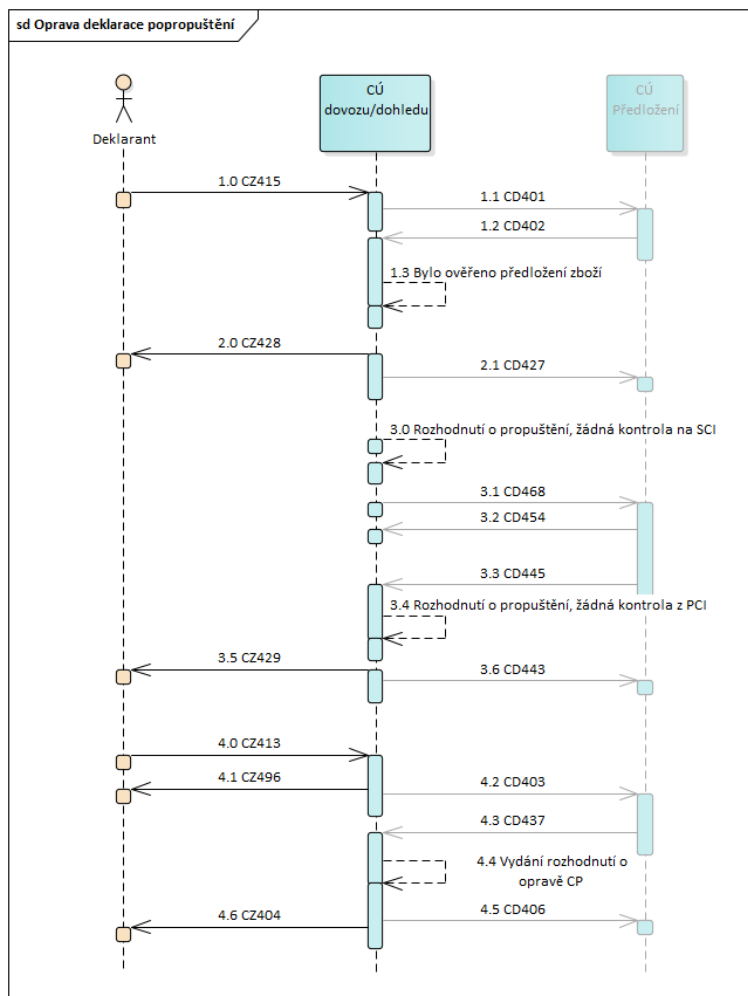 sd Oprava deklarace popropuštění
CÚ
dovozu/dohledu
CÚ
Předložení
Deklarant
1.0 CZ415
1.1 CD401
1.2 CD402
1.3 Bylo ověřeno předložení zboží
2.0 CZ428
2.1 CD427
3.0 Rozhodnutí o propuštění, žádná kontrola na SCI
3.1 CD468
3.2 CD454
3.3 CD445
3.4 Rozhodnutí o propuštění, žádná kontrola z PCI
3.5 CZ429
3.6 CD443
4.0 CZ413
4.1 CZ496
4.2 CD403
4.3 CD437
4.4 Vydání rozhodnutí o
opravě CP
4.6 CZ404
4.5 CD406